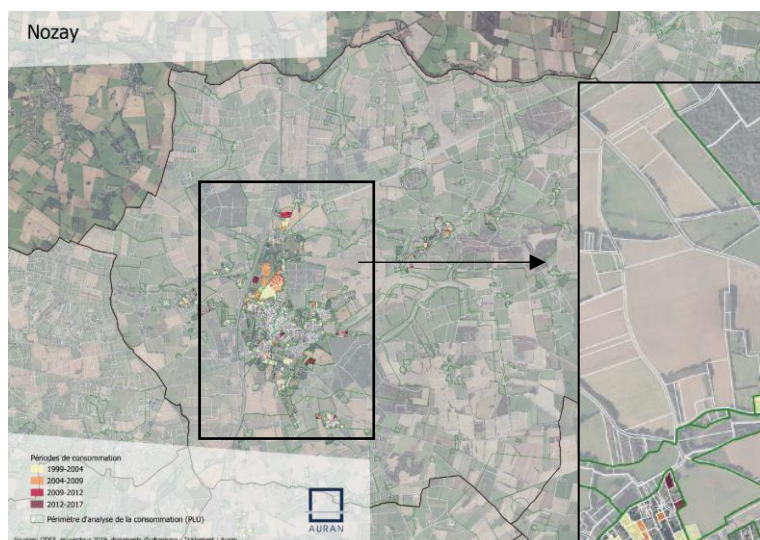 Nozay
Périodes de consommation
1999-2004
2004-2009
2009-2012
2012-2017
Périmètre d'analyse de la consommation (PLU)
AURAN